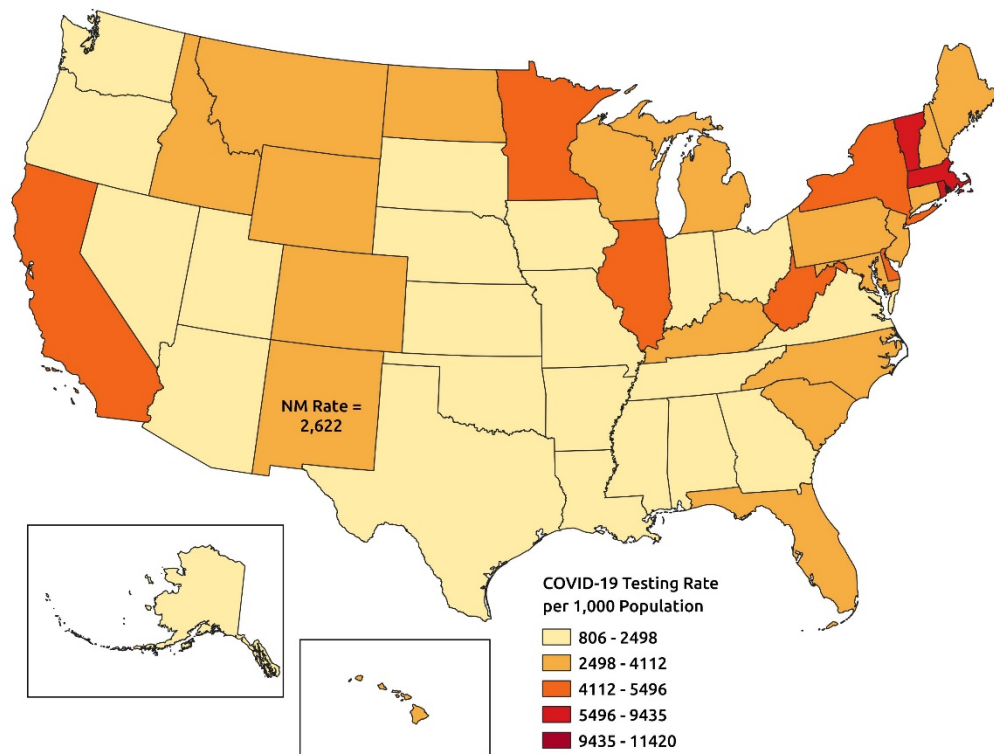 NM Rate =
2,622
COVID-19 Testing Rate
per 1,000 Population
806 - 2498
2498 - 4112
4112 - 5496
5496 - 9435
9435 - 11420